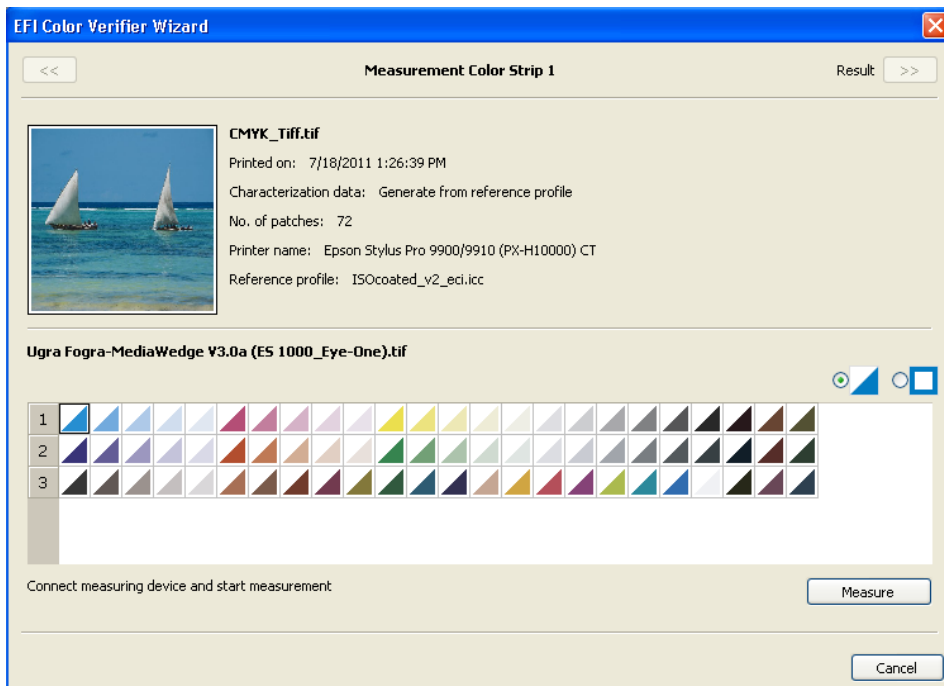 EFI Color Verifier Wizard
<<
Measurement Color Strip 1
Result >>
CMYK_Tiff.tif
Printed on: 7/18/2011 1:26:39 PM
Characterization data: Generate from reference profile
No. of patches: 72
Printer name: Epson Stylus Pro 9900/9910 (PX-H10000) CT
Reference profile: ISOcoated_v2_eci.icc
Ugra Fogra-MediaWedge V3.0a (ES 1000_Eye-One).tif
1
2
3
Connect measuring device and start measurement
Measure
Cancel